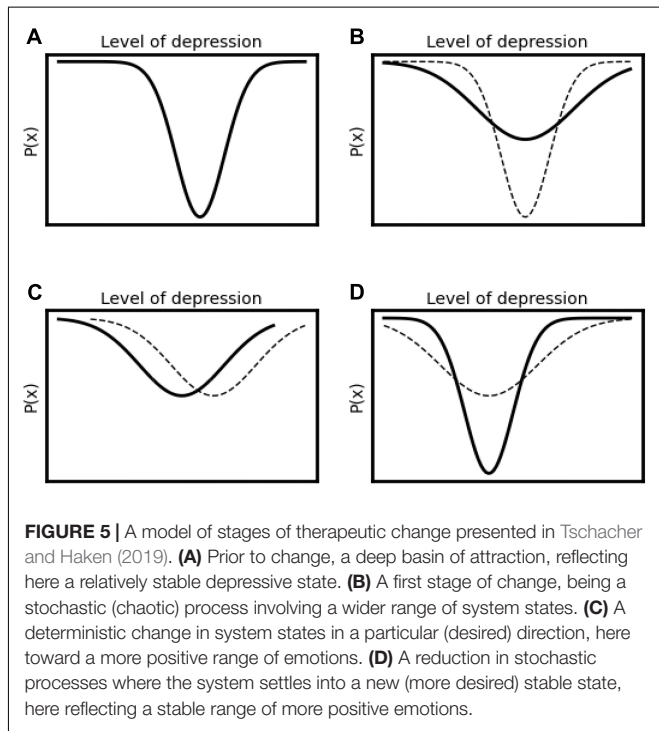 A
Level of depression
P(x)
B
Level of depression
P(x)
C
Level of depression
P(x)
D
Level of depression
P(x)
FIGURE 5 | A model of stages of therapeutic change presented in Tschacher
and Haken (2019). (A) Prior to change, a deep basin of attraction, reflecting
here a relatively stable depressive state. (B) A first stage of change, being a
stochastic (chaotic) process involving a wider range of system states. (C) A
deterministic change in system states in a particular (desired) direction, here
toward a more positive range of emotions. (D) A reduction in stochastic
processes where the system settles into a new (more desired) stable state,
here reflecting a stable range of more positive emotions.